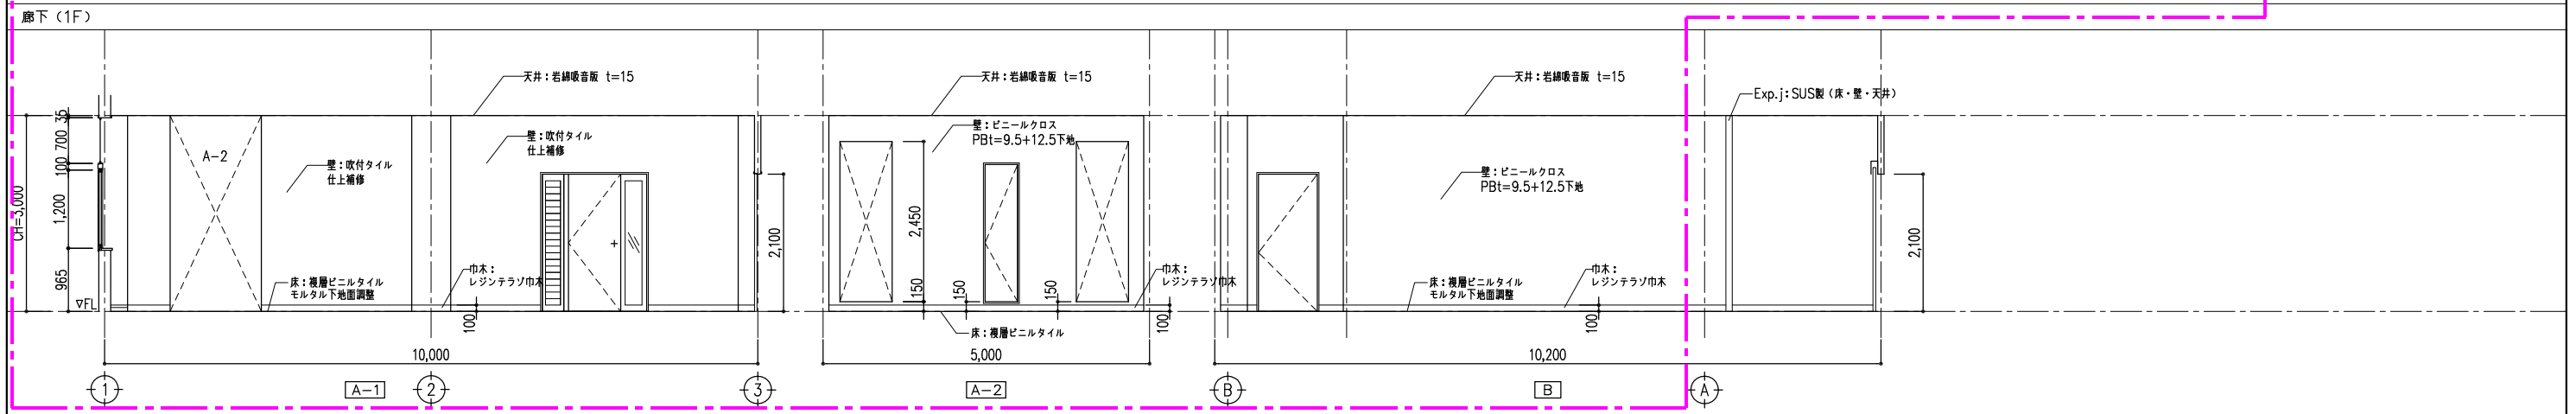 廊下（1F）
天井：岩綿吸音版 t=15
天井：岩綿吸音版 t=15
天井：岩綿吸音版 t=15
Exp.j：SUS製（床・壁・天井）
35
700
100
1,200
965
CH=3,000
▽FL
A-2
壁：吹付タイル
仕上補修
壁：吹付タイル
仕上補修
床：複層ビニルタイル
モルタル下地面調整
巾木：
レジンテラゾ巾木
100
2,100
壁：ビニールクロス
PBt=9.5+12.5下地
2,450
150
150
150
巾木：
レジンテラゾ巾木
100
床：複層ビニルタイル
壁：ビニールクロス
PBt=9.5+12.5下地
床：複層ビニルタイル
モルタル下地面調整
巾木：
レジンテラゾ巾木
100
2,100
10,000
5,000
10,200
1
A-1
2
3
A-2
B
B
A